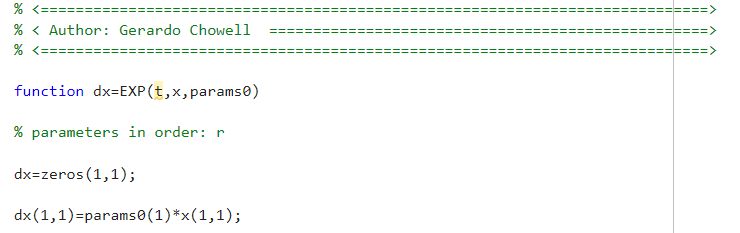 % <===============================================================================>
% < Author: Gerardo Chowell  ====================================================>
% <===============================================================================>
function dx=EXP(t,x,params0)
% parameters in order: r
dx=zeros(1,1);
dx(1,1)=params0(1)*x(1,1);